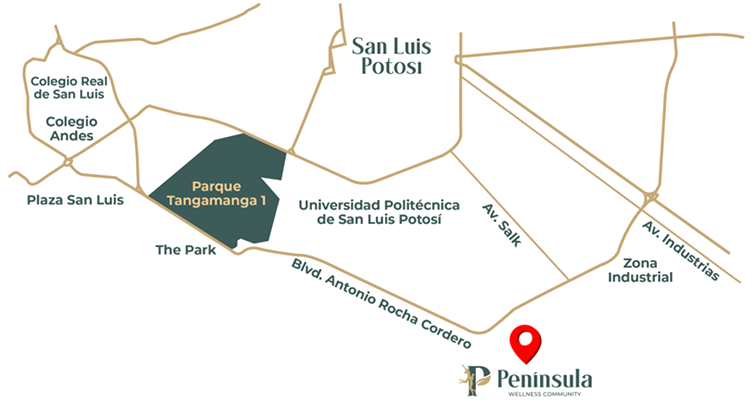 San Luis
Potosí
Colegio Real
de San Luis
Colegio
Andes
Parque
Tangamanga 1
Plaza San Luis
Universidad Politécnica
de San Luis Potosí
Av. Salk
Av. Industrias
The Park
Zona
Industrial
Blvd. Antonio Rocha Cordero
Península
WELLNESS COMMUNITY